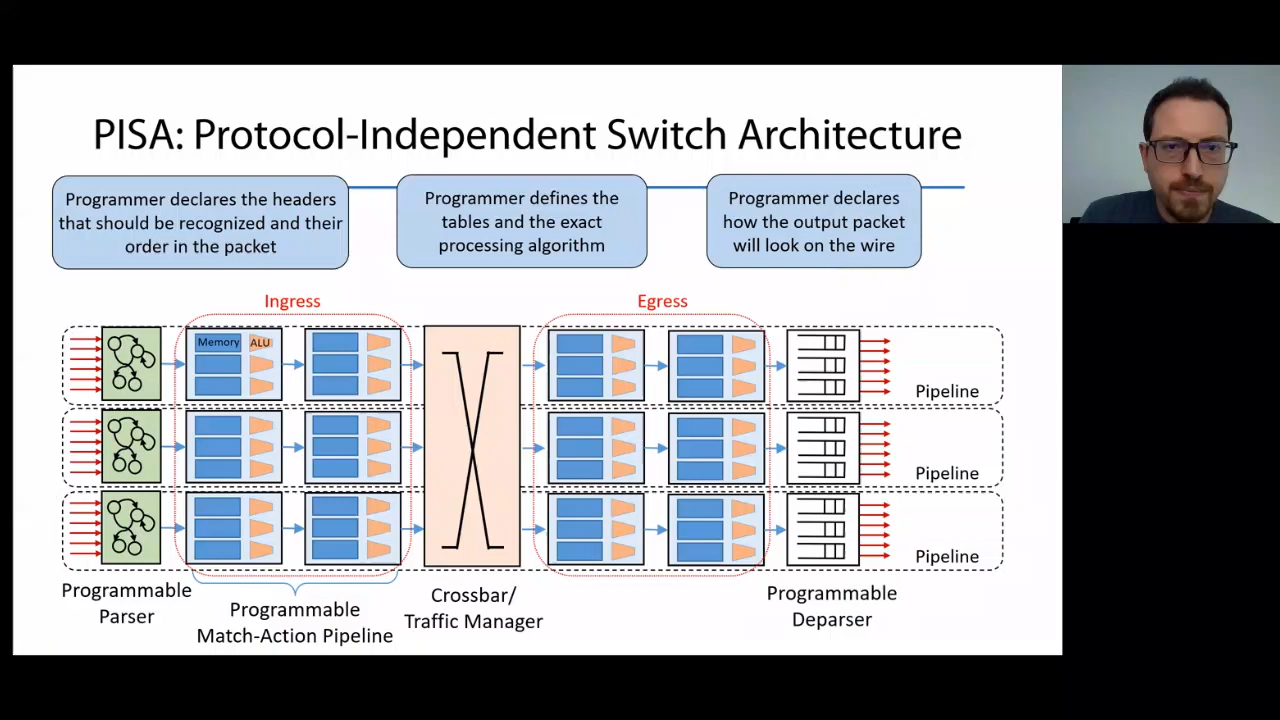 PISA: Protocol-Independent Switch Architecture
Programmer declares the headers
that should be recognized and their
order in the packet
Programmer defines the
tables and the exact
processing algorithm
Programmer declares
how the output packet
will look on the wire
Ingress
Egress
Memory
ALU
Pipeline
Pipeline
Pipeline
Programmable
Parser
Programmable
Match-Action Pipeline
Crossbar/
Traffic Manager
Programmable
Deparser